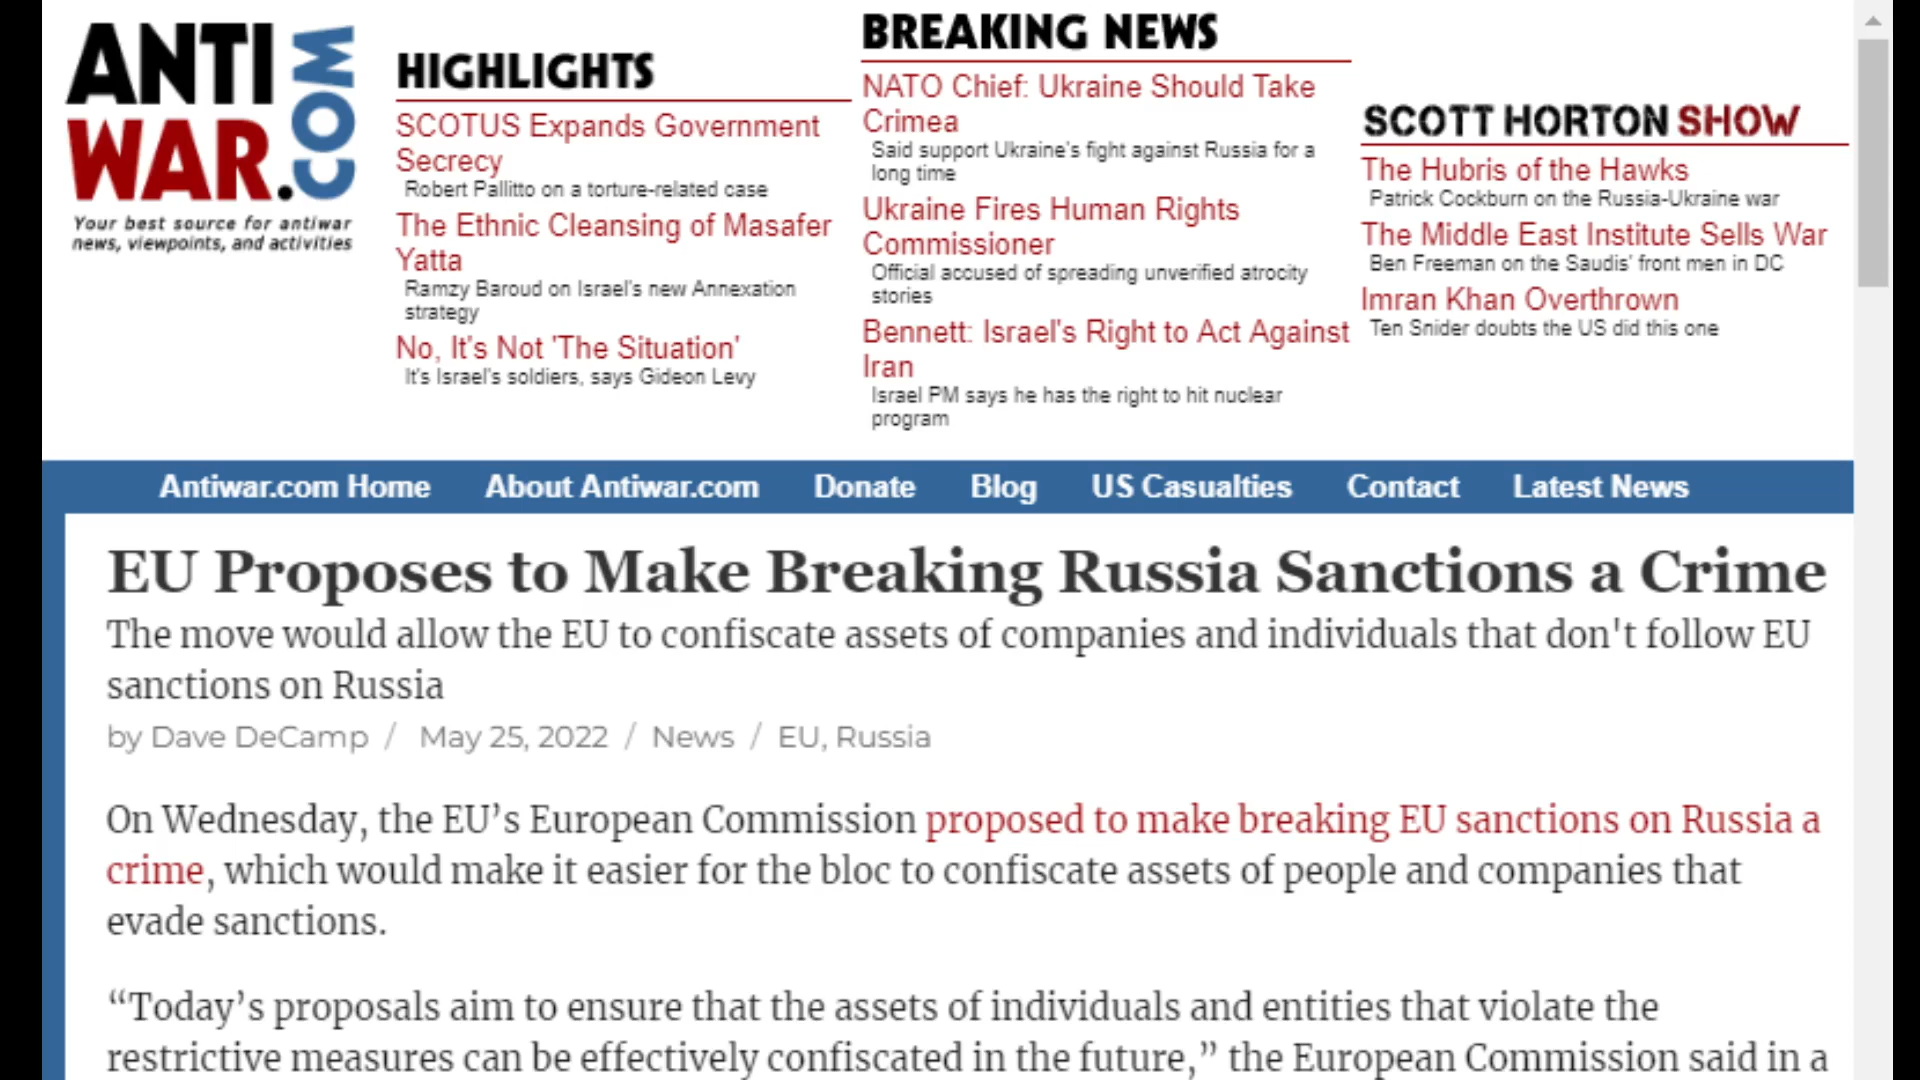 ANTI
WAR.COM
Your best source for antiwar
news, viewpoints, and activities
HIGHLIGHTS
SCOTUS Expands Government
Secrecy
Robert Pallitto on a torture-related case
The Ethnic Cleansing of Masafer
Yatta
Ramzy Baroud on Israel's new Annexation
strategy
No, It's Not 'The Situation'
It's Israel's soldiers, says Gideon Levy
BREAKING NEWS
NATO Chief: Ukraine Should Take
Crimea
Said support Ukraine's fight against Russia for a
long time
Ukraine Fires Human Rights
Commissioner
Official accused of spreading unverified atrocity
stories
Bennett: Israel's Right to Act Against
Iran
Israel PM says he has the right to hit nuclear
program
SCOTT HORTON SHOW
The Hubris of the Hawks
Patrick Cockburn on the Russia-Ukraine war
The Middle East Institute Sells War
Ben Freeman on the Saudis' front men in DC
Imran Khan Overthrown
Ten Snider doubts the US did this one
Antiwar.com Home About Antiwar.com Donate Blog US Casualties Contact Latest News
EU Proposes to Make Breaking Russia Sanctions a Crime
The move would allow the EU to confiscate assets of companies and individuals that don't follow EU
sanctions on Russia
by Dave DeCamp / May 25, 2022 / News / EU, Russia
On Wednesday, the EU’s European Commission proposed to make breaking EU sanctions on Russia a
crime, which would make it easier for the bloc to confiscate assets of people and companies that
evade sanctions.
“Today’s proposals aim to ensure that the assets of individuals and entities that violate the
restrictive measures can be effectively confiscated in the future,” the European Commission said in a